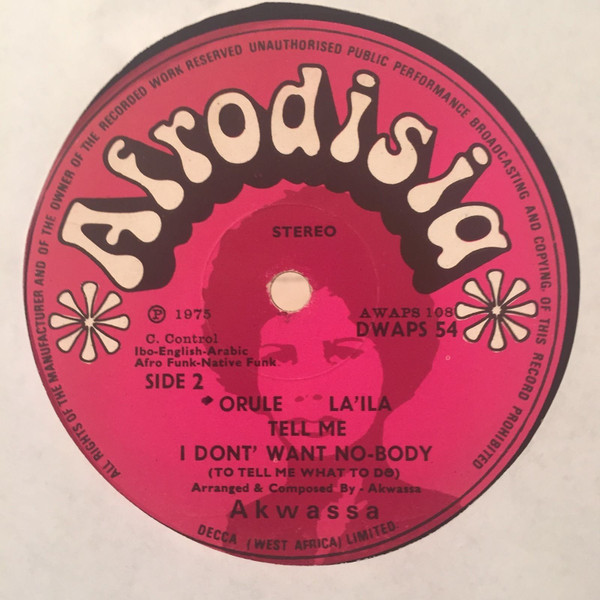 ALL RIGHTS OF THE MANUFACTURER AND OF THE OWNER OF THE RECORDED WORK RESERVED UNAUTHORISED PUBLIC PERFORMANCE BROADCASTING AND COPYING OF THIS RECORD PROHIBITED
Afrodisia
STEREO
℗ 1975
AWAPS 108
DWAPS 54
C. Control
Ibo-English-Arabic
Afro Funk-Native Funk
SIDE 2
ORULE LA'ILA
TELL ME
I DONT' WANT NO-BODY
(TO TELL ME WHAT TO DO)
Arranged & Composed By - Akwassa
Akwassa
DECCA (WEST AFRICA) LIMITED